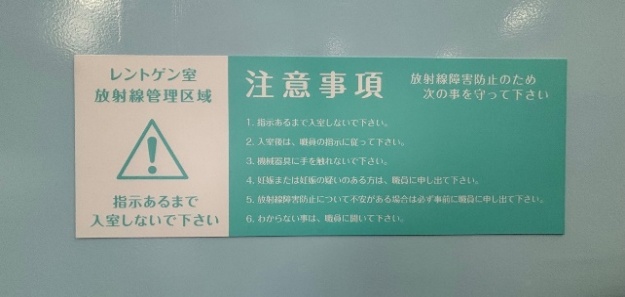 レントゲン室
放射線管理区域
指示あるまで
入室しないで下さい
注意事項
放射線障害防止のため
次の事を守って下さい
1. 指示あるまで入室しないで下さい。
2. 入室後は、職員の指示に従って下さい。
3. 機械器具に手を触れないで下さい。
4. 妊娠または妊娠の疑いのある方は、職員に申し出て下さい。
5. 放射線障害防止について不安がある場合は必ず事前に職員に申し出て下さい。
6. わからない事は、職員に聞いて下さい。